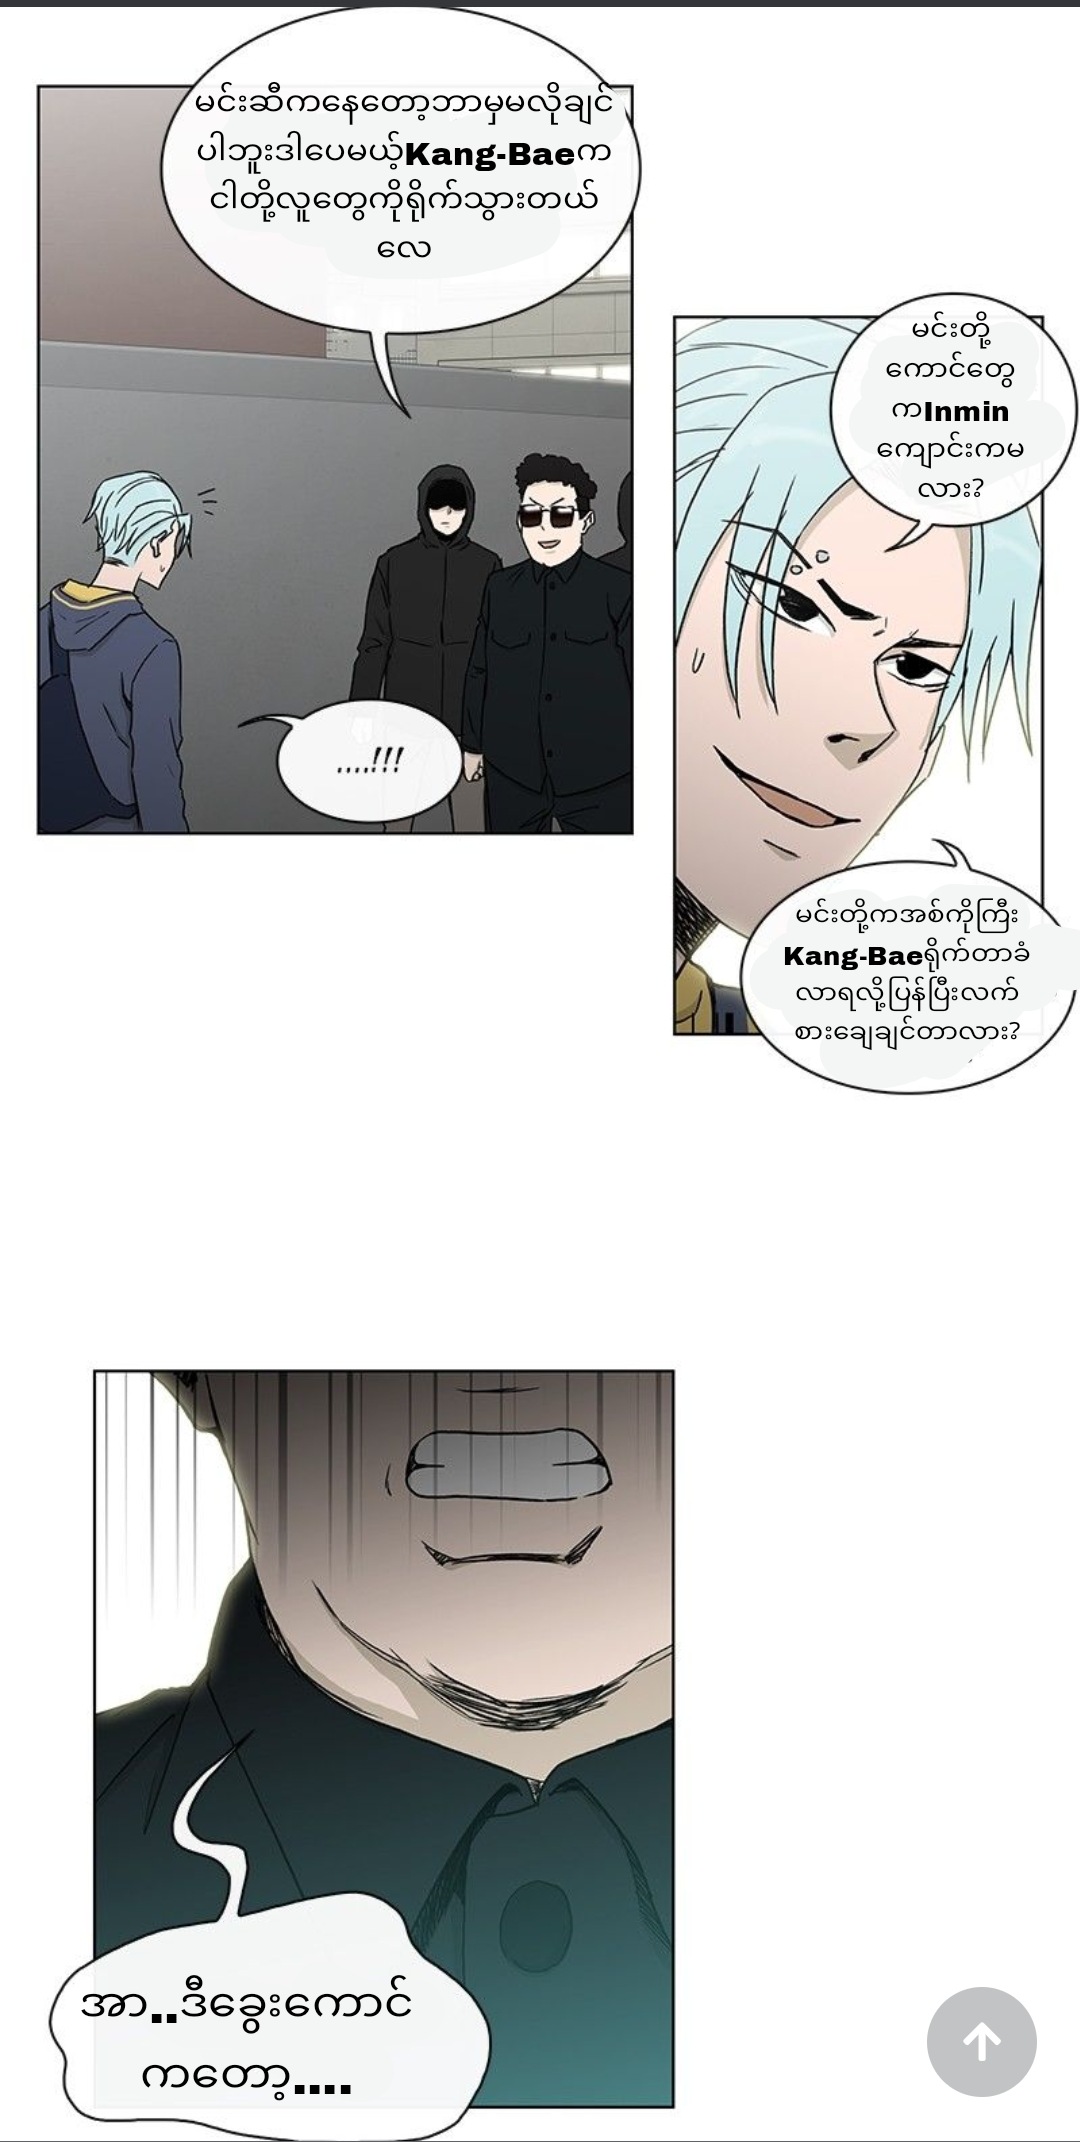 မင်းဆီကနေတော့ဘာမှမလိုချင်
ပါဘူးဒါပေမယ့်Kang-Baeက
ငါတို့လူတွေကိုရိုက်သွားတယ်
လေ
....!!!
မင်းတို့
ကောင်တွေ
ကInmin
ကျောင်းကမ
လား?
မင်းတို့ကအစ်ကိုကြီး
Kang-Baeရိုက်တာခံ
လာရလို့ပြန်ပြီးလက်
စားချေချင်တာလား?
အာ..ဒီခွေးကောင်
ကတော့....